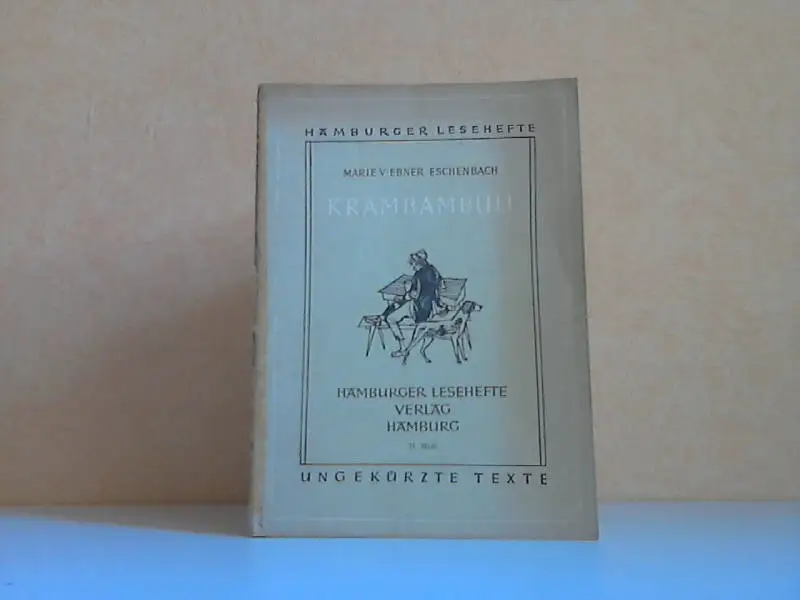 HAMBURGER LESEHEFTE
MARIE V. EBNER ESCHENBACH
KRAMBAMBULI
HAMBURGER LESEHEFTE
VERLAG
HAMBURG
UNGEKÜRZTE TEXTE